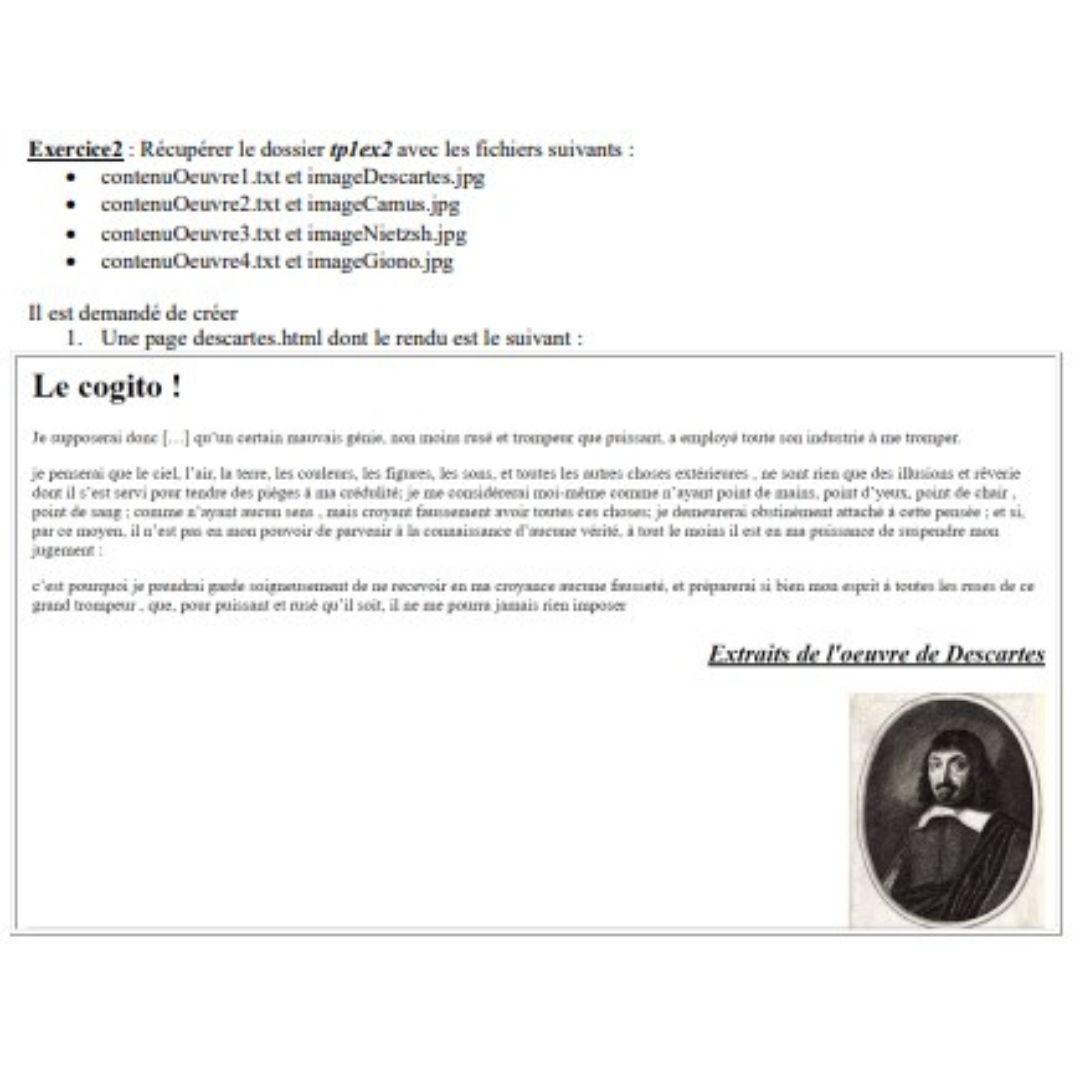 Exercice2 : Récupérer le dossier tp1ex2 avec les fichiers suivants :
• contenuOeuvre1.txt et imageDescartes.jpg
• contenuOeuvre2.txt et imageCamus.jpg
• contenuOeuvre3.txt et imageNietzsh.jpg
• contenuOeuvre4.txt et imageGiono.jpg
Il est demandé de créer
1. Une page descartes.html dont le rendu est le suivant :
Le cogito !
Je supposerai donc […] qu’un certain mauvais génie, non moins rusé et trompeur que puissant, a employé toute son industrie à me tromper.
je penserai que le ciel, l’air, la terre, les couleurs, les figures, les sons, et toutes les autres choses extérieures , ne sont rien que des illusions et rêverie
dont il s’est servi pour tendre des pièges à ma crédulité; je me considérerai moi-même comme n’ayant point de mains, point d’yeux, point de chair ,
point de sang ; comme n’ayant aucun sens , mais croyant faussement avoir toutes ces choses; je demeurerai obstinément attaché à cette pensée ; et si,
par ce moyen, il n’est pas en mon pouvoir de parvenir à la connaissance d’aucune vérité, à tout le moins il est en ma puissance de suspendre mon
jugement :
c’est pourquoi je prendrai garde soigneusement de ne recevoir en ma croyance aucune fausseté, et préparerai si bien mon esprit à toutes les ruses de ce
grand trompeur , que, pour puissant et rusé qu’il soit, il ne me pourra jamais rien imposer
Extraits de l'oeuvre de Descartes